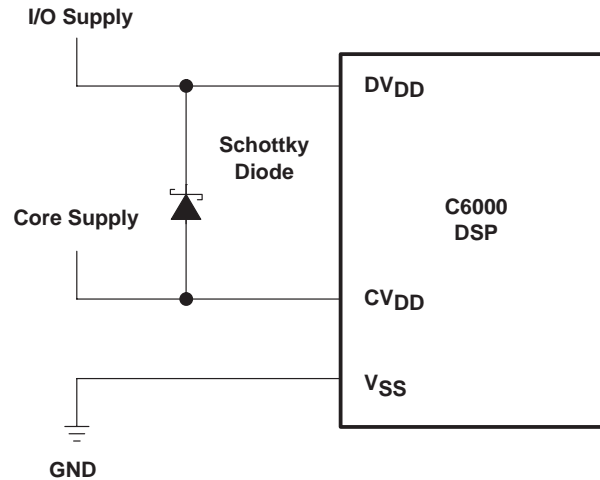 I/O Supply
DVDD
Schottky
Diode
C6000
DSP
Core Supply
CVDD
VSS
GND